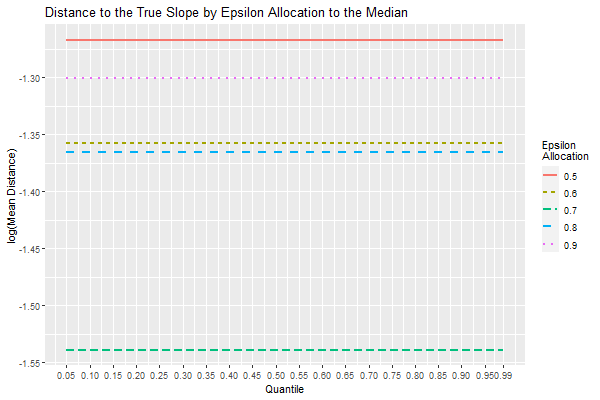 Distance to the True Slope by Epsilon Allocation to the Median
log(Mean Distance)
-1.30
-1.35
-1.40
-1.45
-1.50
-1.55
0.05 0.10 0.15 0.20 0.25 0.30 0.35 0.40 0.45 0.50 0.55 0.60 0.65 0.70 0.75 0.80 0.85 0.90 0.95 0.99
Quantile
Epsilon
Allocation
0.5
0.6
0.7
0.8
0.9